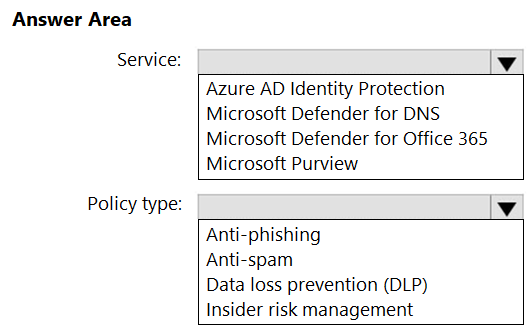 Answer Area
Service:
Azure AD Identity Protection
Microsoft Defender for DNS
Microsoft Defender for Office 365
Microsoft Purview
Policy type:
Anti-phishing
Anti-spam
Data loss prevention (DLP)
Insider risk management